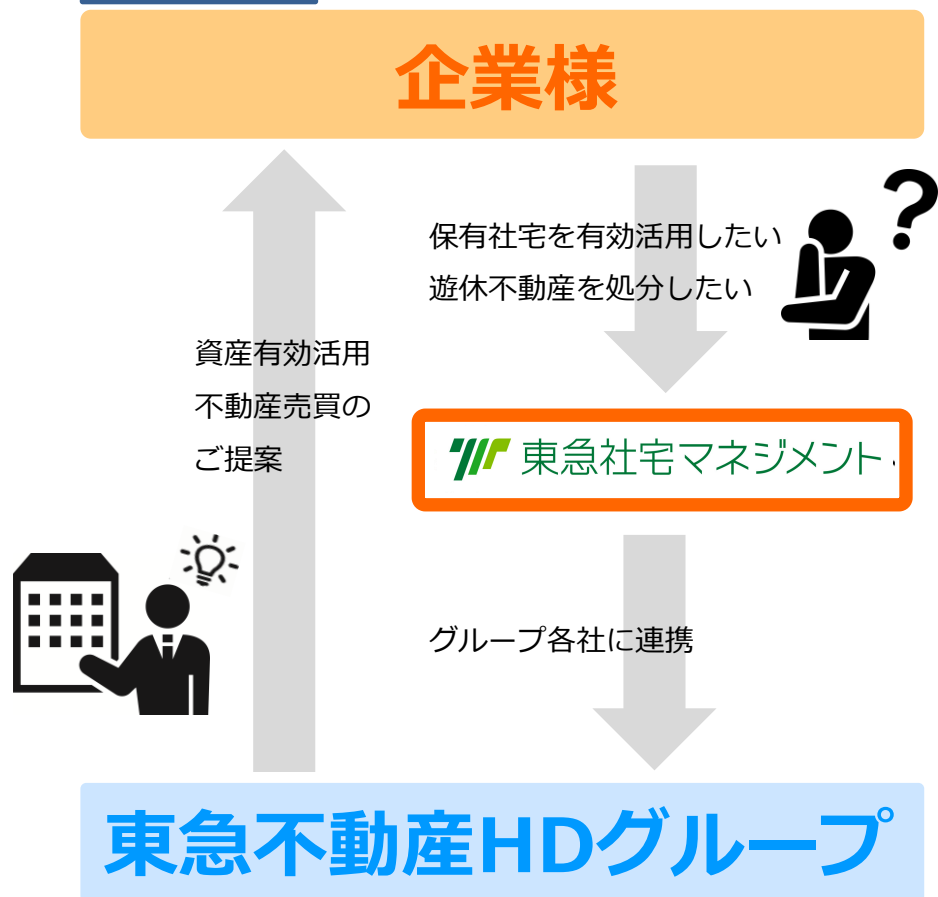 企業様
保有社宅を有効活用したい
遊休不動産を処分したい
?
資産有効活用
不動産売買の
ご提案
東急社宅マネジメント
グループ各社に連携
東急不動産HDグループ